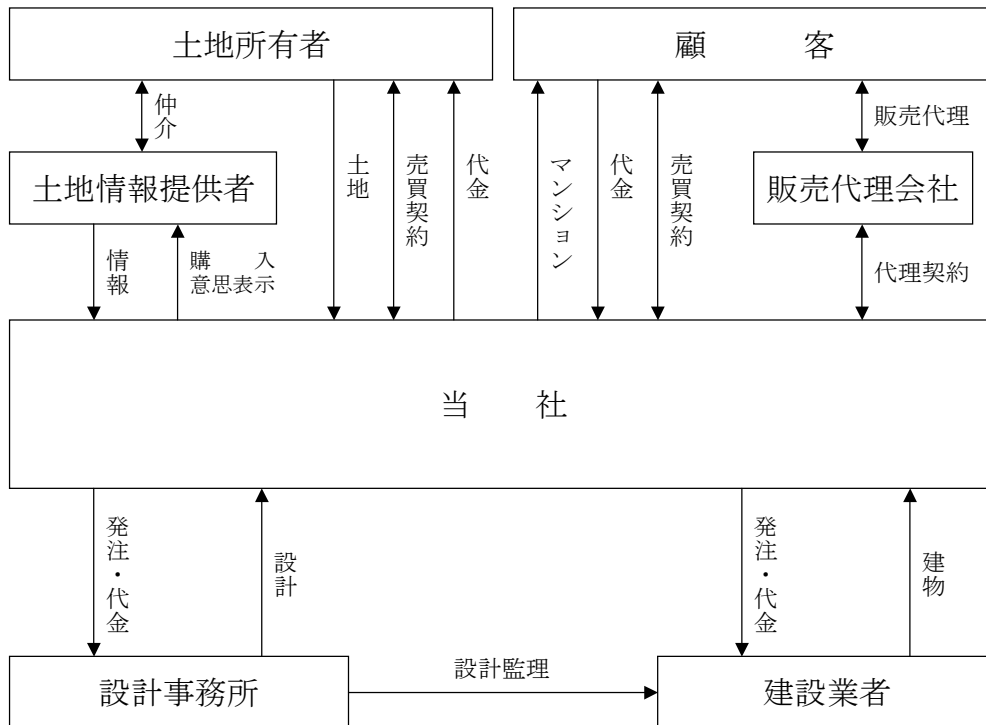 土地所有者
顧 客
仲介
販売代理
土地情報提供者
土地
売買契約
代金
マンション
代金
売買契約
販売代理会社
情報
購 入
意思表示
代理契約
当 社
発注・代金
設計
発注・代金
建物
設計事務所
設計監理
建設業者